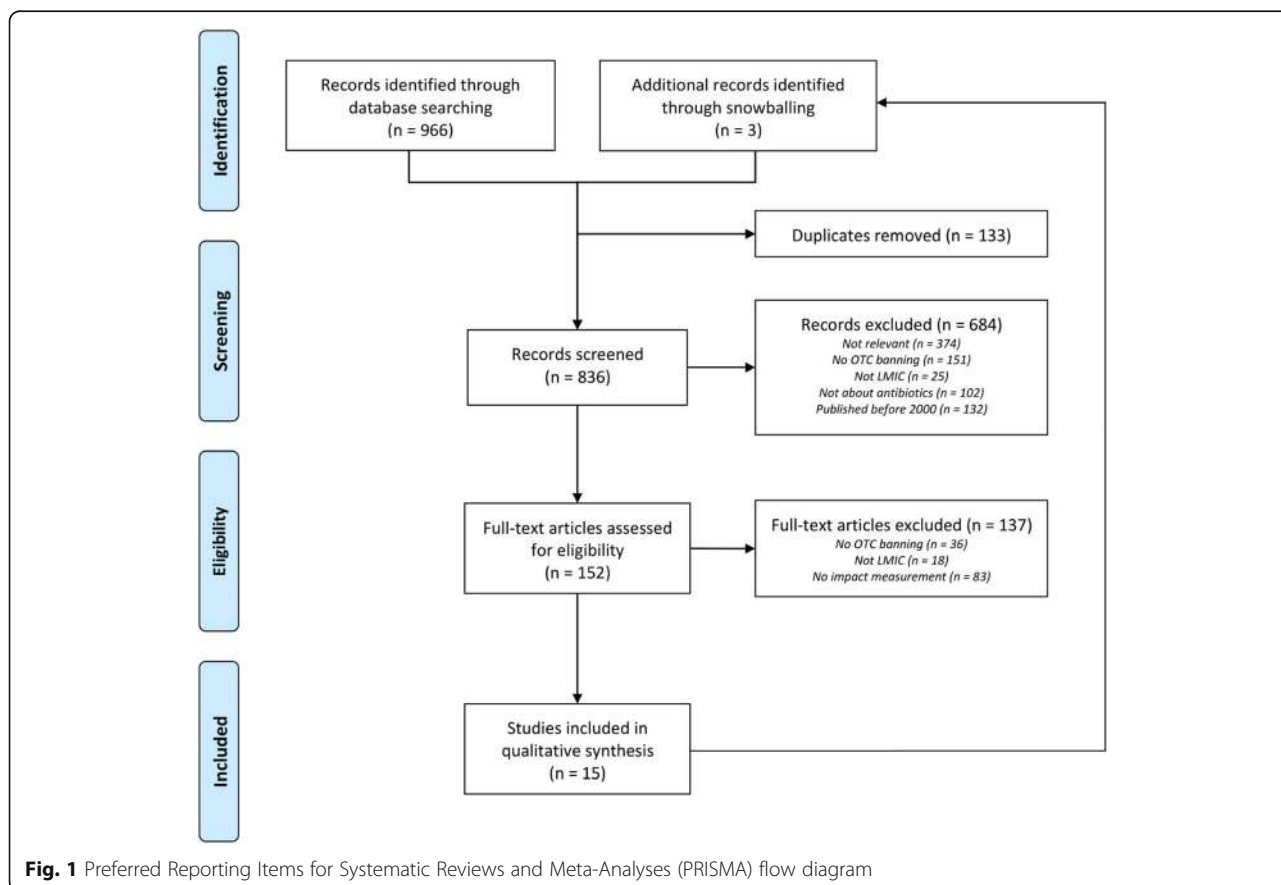 Identification
Records identified through
database searching
(n = 966)
Additional records identified
through snowballing
(n = 3)
Duplicates removed (n = 133)
Screening
Records screened
(n = 836)
Records excluded (n = 684)
Not relevant (n = 374)
No OTC banning (n = 151)
Not LMIC (n = 25)
Not about antibiotics (n = 102)
Published before 2000 (n = 132)
Eligibility
Full-text articles assessed
for eligibility
(n = 152)
Full-text articles excluded (n = 137)
No OTC banning (n = 36)
Not LMIC (n = 18)
No impact measurement (n = 83)
Included
Studies included in
qualitative synthesis
(n = 15)
Fig. 1 Preferred Reporting Items for Systematic Reviews and Meta-Analyses (PRISMA) flow diagram